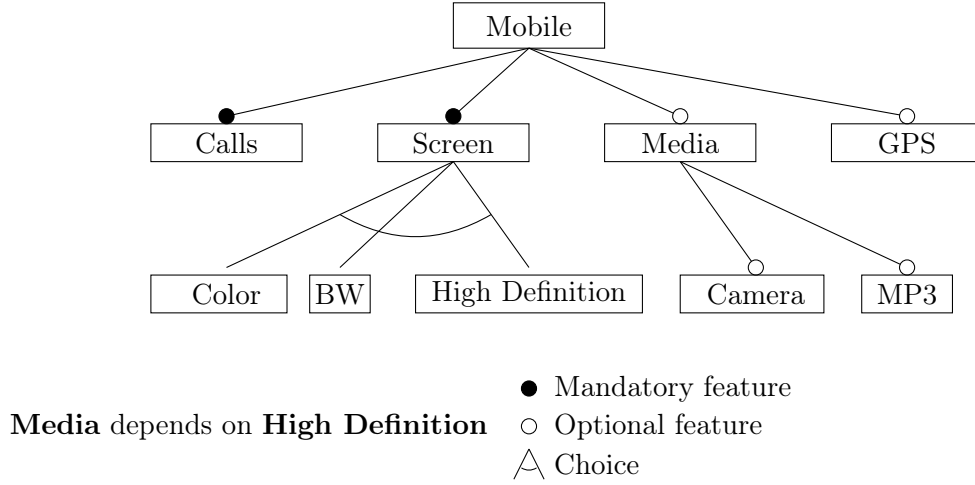 Mobile
Calls Screen Media GPS
Color BW High Definition Camera MP3
Mandatory feature
Media depends on High Definition Optional feature
Choice